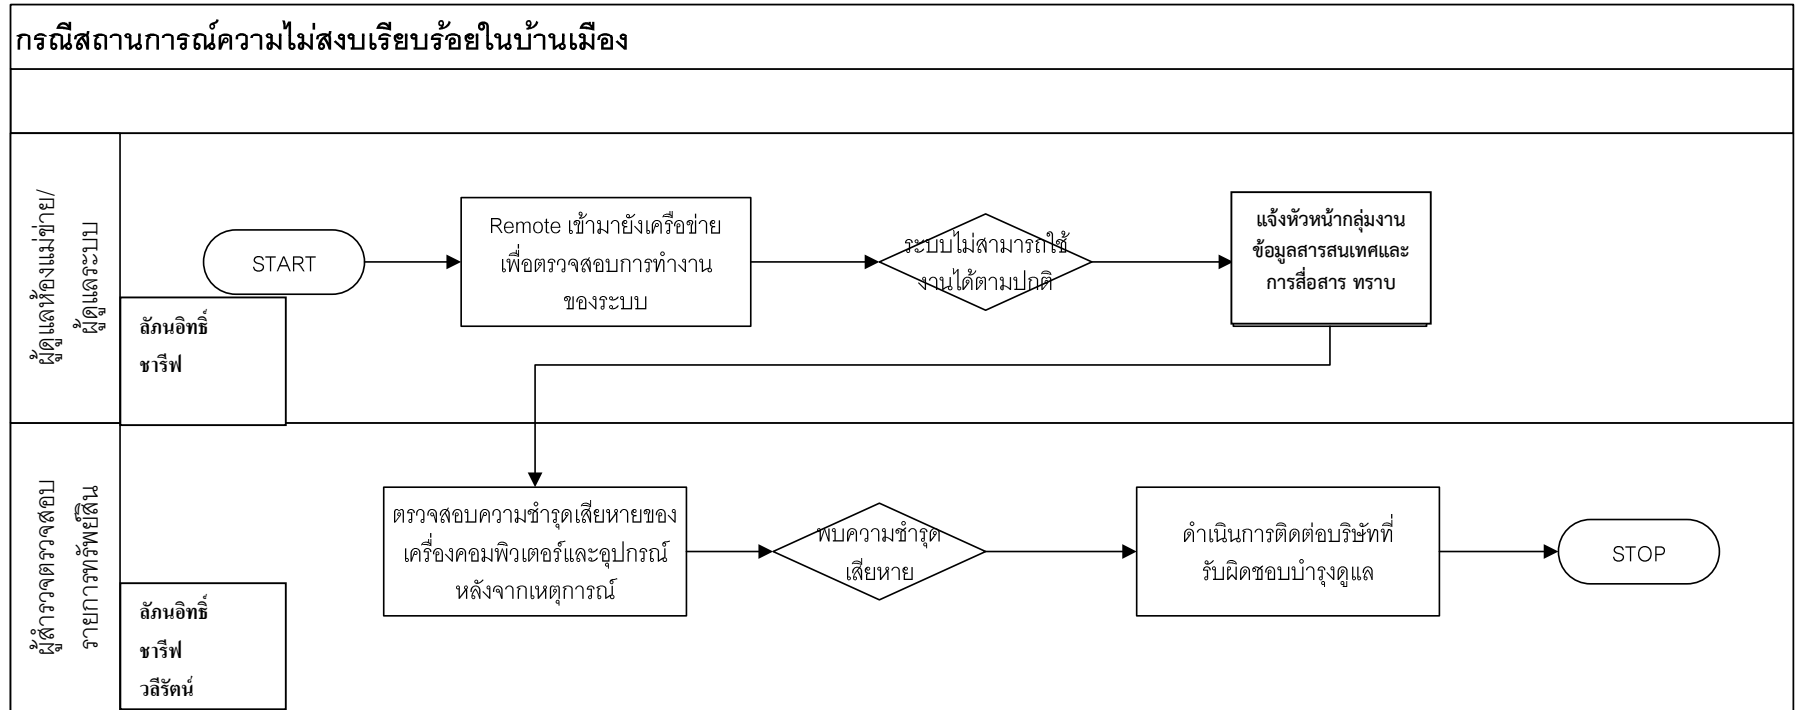 กรณีสถานการณ์ความไม่สงบเรียบร้อยในบ้านเมือง
ผู้ดูแลห้องแม่ข่าย/
ผู้ดูแลระบบ
START
Remote เข้ามายังเครือข่าย
เพื่อตรวจสอบการทำงาน
ของระบบ
ระบบไม่สามารถใช้
งานได้ตามปกติ
แจ้งหัวหน้ากลุ่มงาน
ข้อมูลสารสนเทศและ
การสื่อสาร ทราบ
ลัภนอิทธิ์
ชารีฟ
ผู้สำรวจตรวจสอบ
รายการทรัพย์สิน
ตรวจสอบความชำรุดเสียหายของ
เครื่องคอมพิวเตอร์และอุปกรณ์
หลังจากเหตุการณ์
พบความชำรุด
เสียหาย
ดำเนินการติดต่อบริษัทที่
รับผิดชอบบำรุงดูแล
STOP
ลัภนอิทธิ์
ชารีฟ
วลีรัตน์